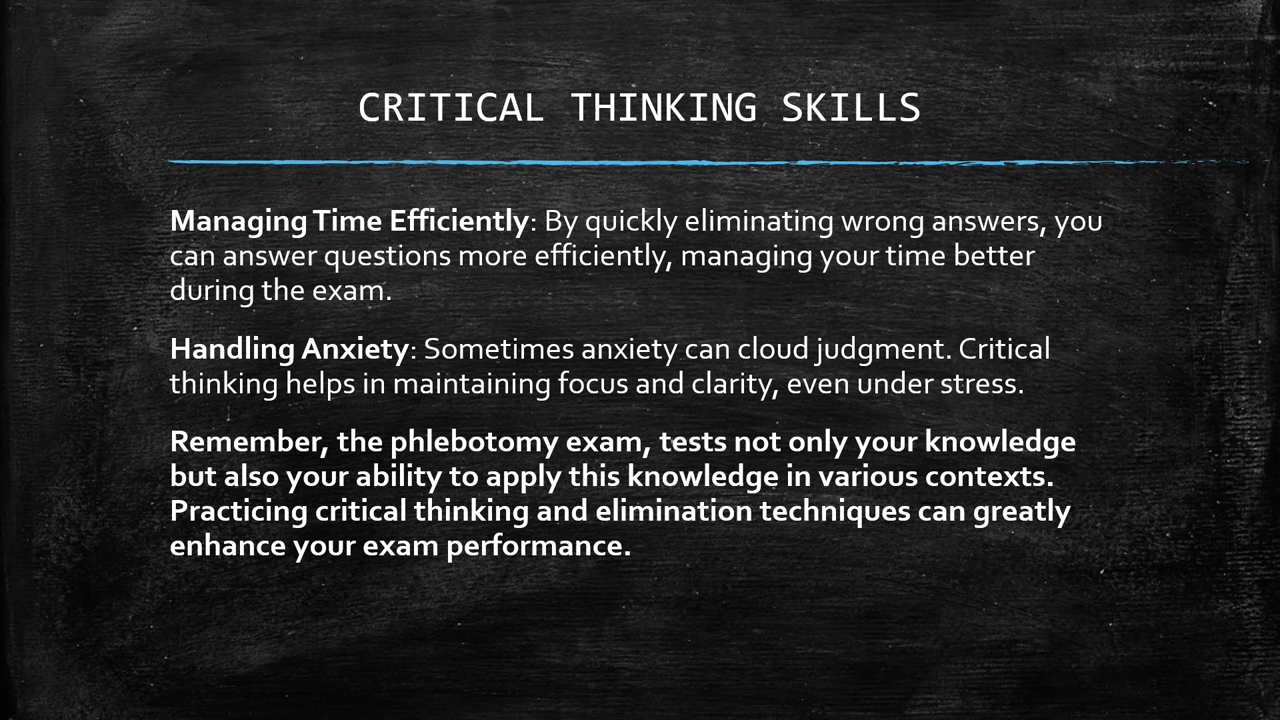 CRITICAL THINKING SKILLS
Managing Time Efficiently: By quickly eliminating wrong answers, you
can answer questions more efficiently, managing your time better
during the exam.
Handling Anxiety: Sometimes anxiety can cloud judgment. Critical
thinking helps in maintaining focus and clarity, even under stress.
Remember, the phlebotomy exam, tests not only your knowledge
but also your ability to apply this knowledge in various contexts.
Practicing critical thinking and elimination techniques can greatly
enhance your exam performance.